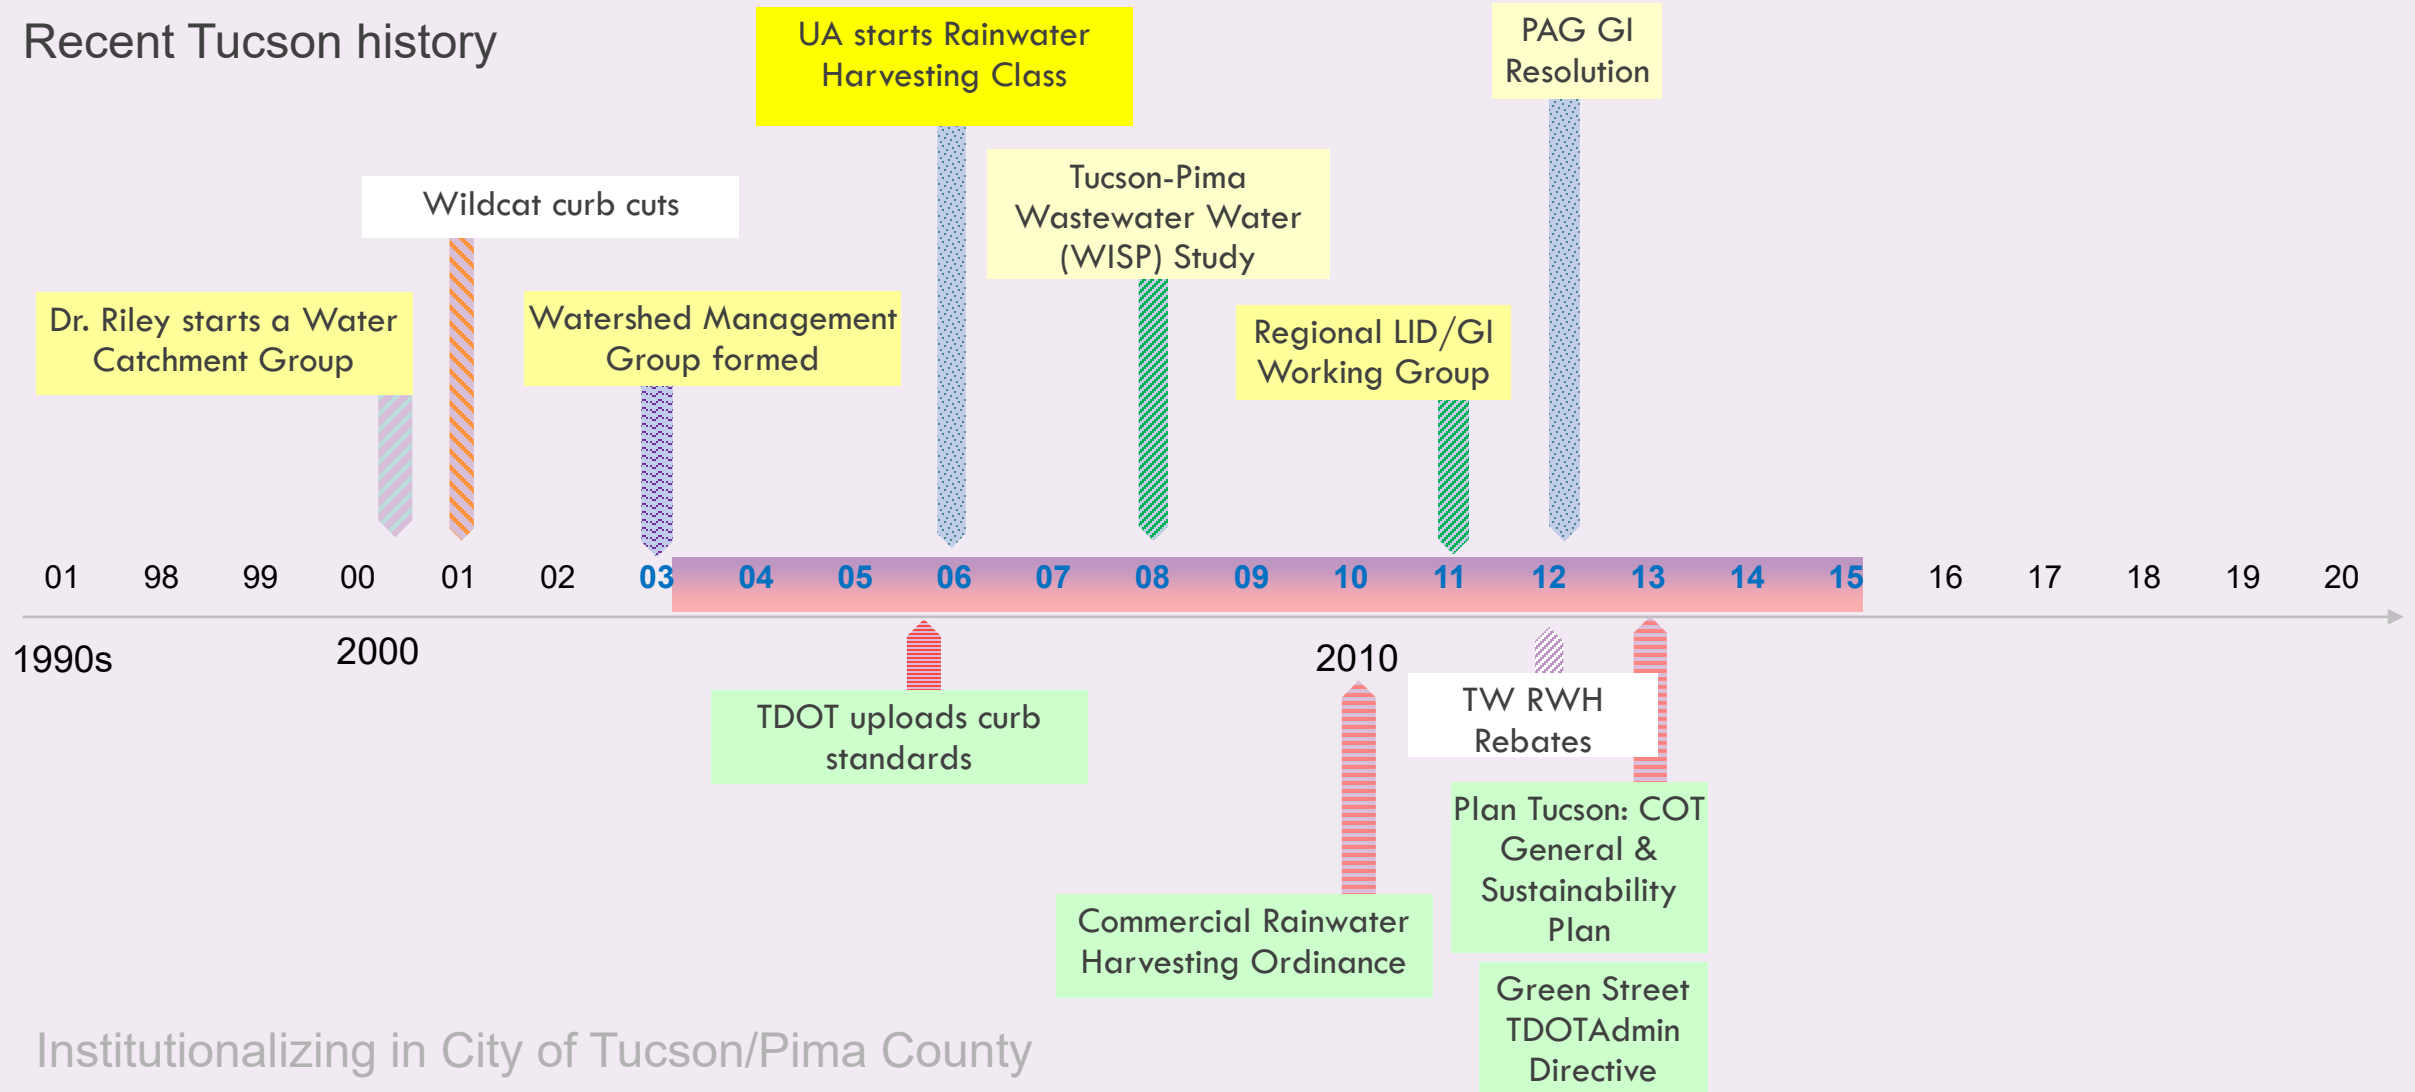 Recent Tucson history
UA starts Rainwater
Harvesting Class
PAG GI
Resolution
Tucson-Pima
Wastewater Water
(WISP) Study
Wildcat curb cuts
Dr. Riley starts a Water
Catchment Group
Watershed Management
Group formed
Regional LID/GI
Working Group
01 98 99 00 01 02 03 04 05 06 07 08 09 10 11 12 13 14 15 16 17 18 19 20
1990s 2000 2010
TDOT uploads curb
standards
TW RWH
Rebates
Plan Tucson: COT
General &
Sustainability
Plan
Commercial Rainwater
Harvesting Ordinance
Green Street
TDOTAdmin
Directive
Institutionalizing in City of Tucson/Pima County